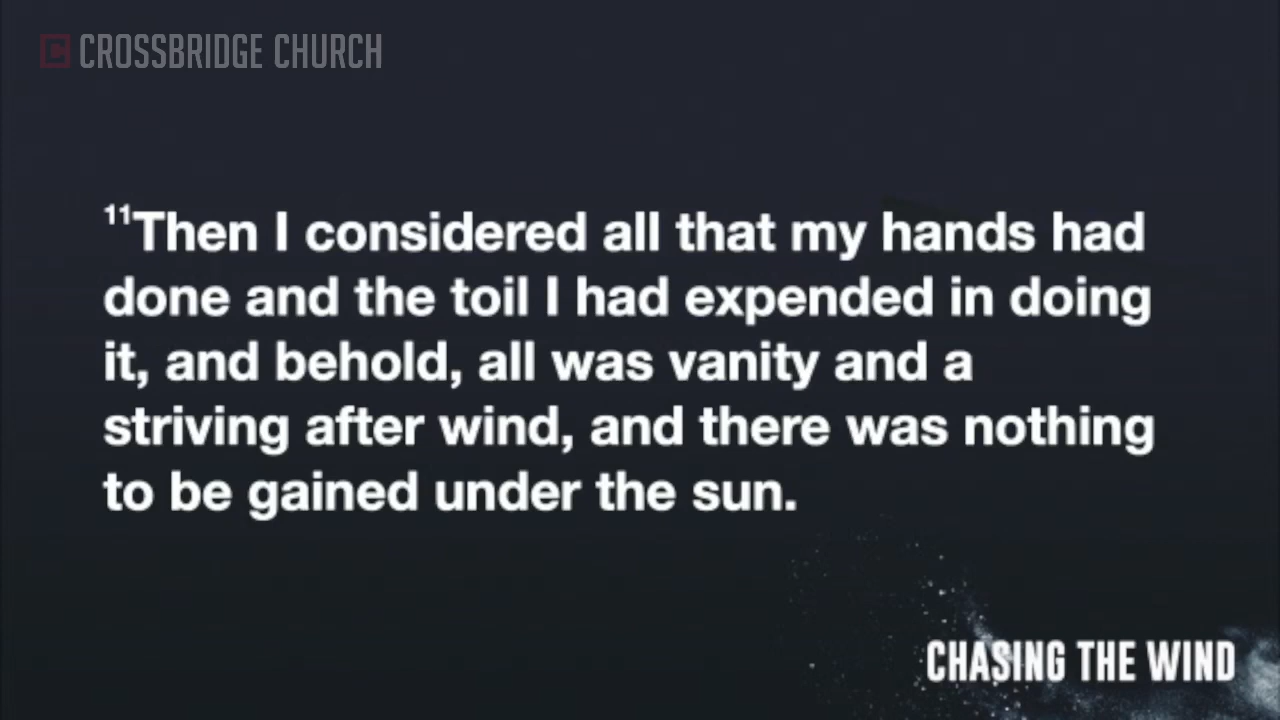 CROSSBRIDGE CHURCH
11Then I considered all that my hands had
done and the toil I had expended in doing
it, and behold, all was vanity and a
striving after wind, and there was nothing
to be gained under the sun.
CHASING THE WIND